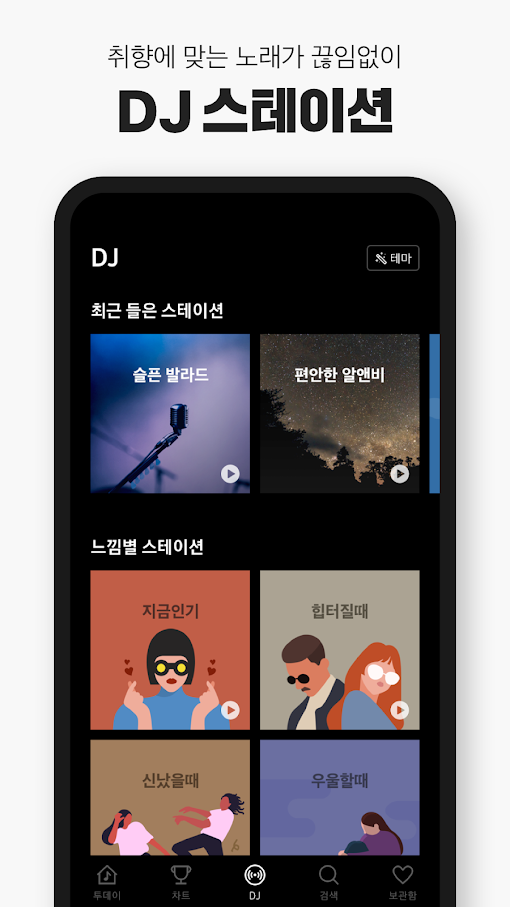 취향에 맞는 노래가 끊임없이
DJ 스테이션
DJ
테마
최근 들은 스테이션
슬픈 발라드
편안한 알앤비
느낌별 스테이션
지금인기
힙터질때
신났을때
우울할때
투데이
차트
DJ
검색
보관함